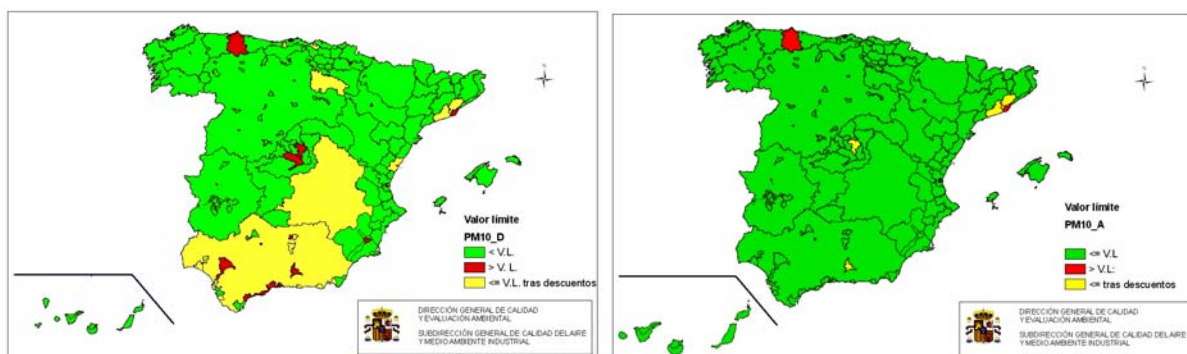 Valor límite
PM10_D
< V.L.
> V. L.
<= V.L. tras descuentos
DIRECCIÓN GENERAL DE CALIDAD
Y EVALUACIÓN AMBIENTAL
SUBDIRECCIÓN GENERAL DE CALIDAD DEL AIRE
Y MEDIO AMBIENTE INDUSTRIAL
Valor límite
PM10_A
<= V.L
> V.L:
<= tras descuentos
DIRECCIÓN GENERAL DE CALIDAD
Y EVALUACIÓN AMBIENTAL
SUBDIRECCIÓN GENERAL DE CALIDAD DEL AIRE
Y MEDIO AMBIENTE INDUSTRIAL